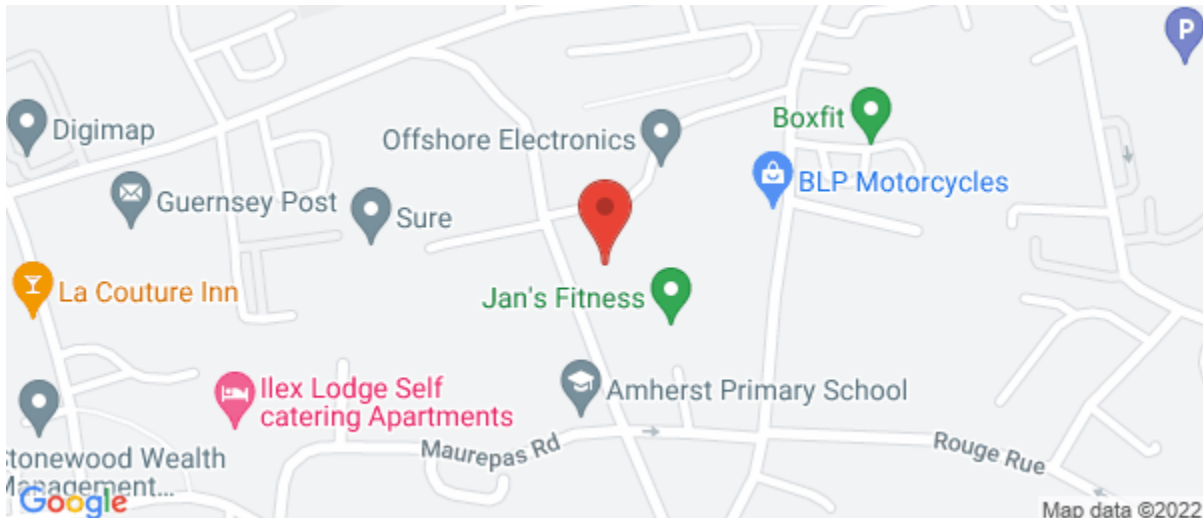 P
Digimap
Offshore Electronics
Boxfit
Guernsey Post
Sure
BLP Motorcycles
La Couture Inn
Jan's Fitness
Ilex Lodge Self
catering Apartments
Amherst Primary School
Maurepas Rd
Rouge Rue
Stonewood Wealth
Management...
Google
Map data ©2022